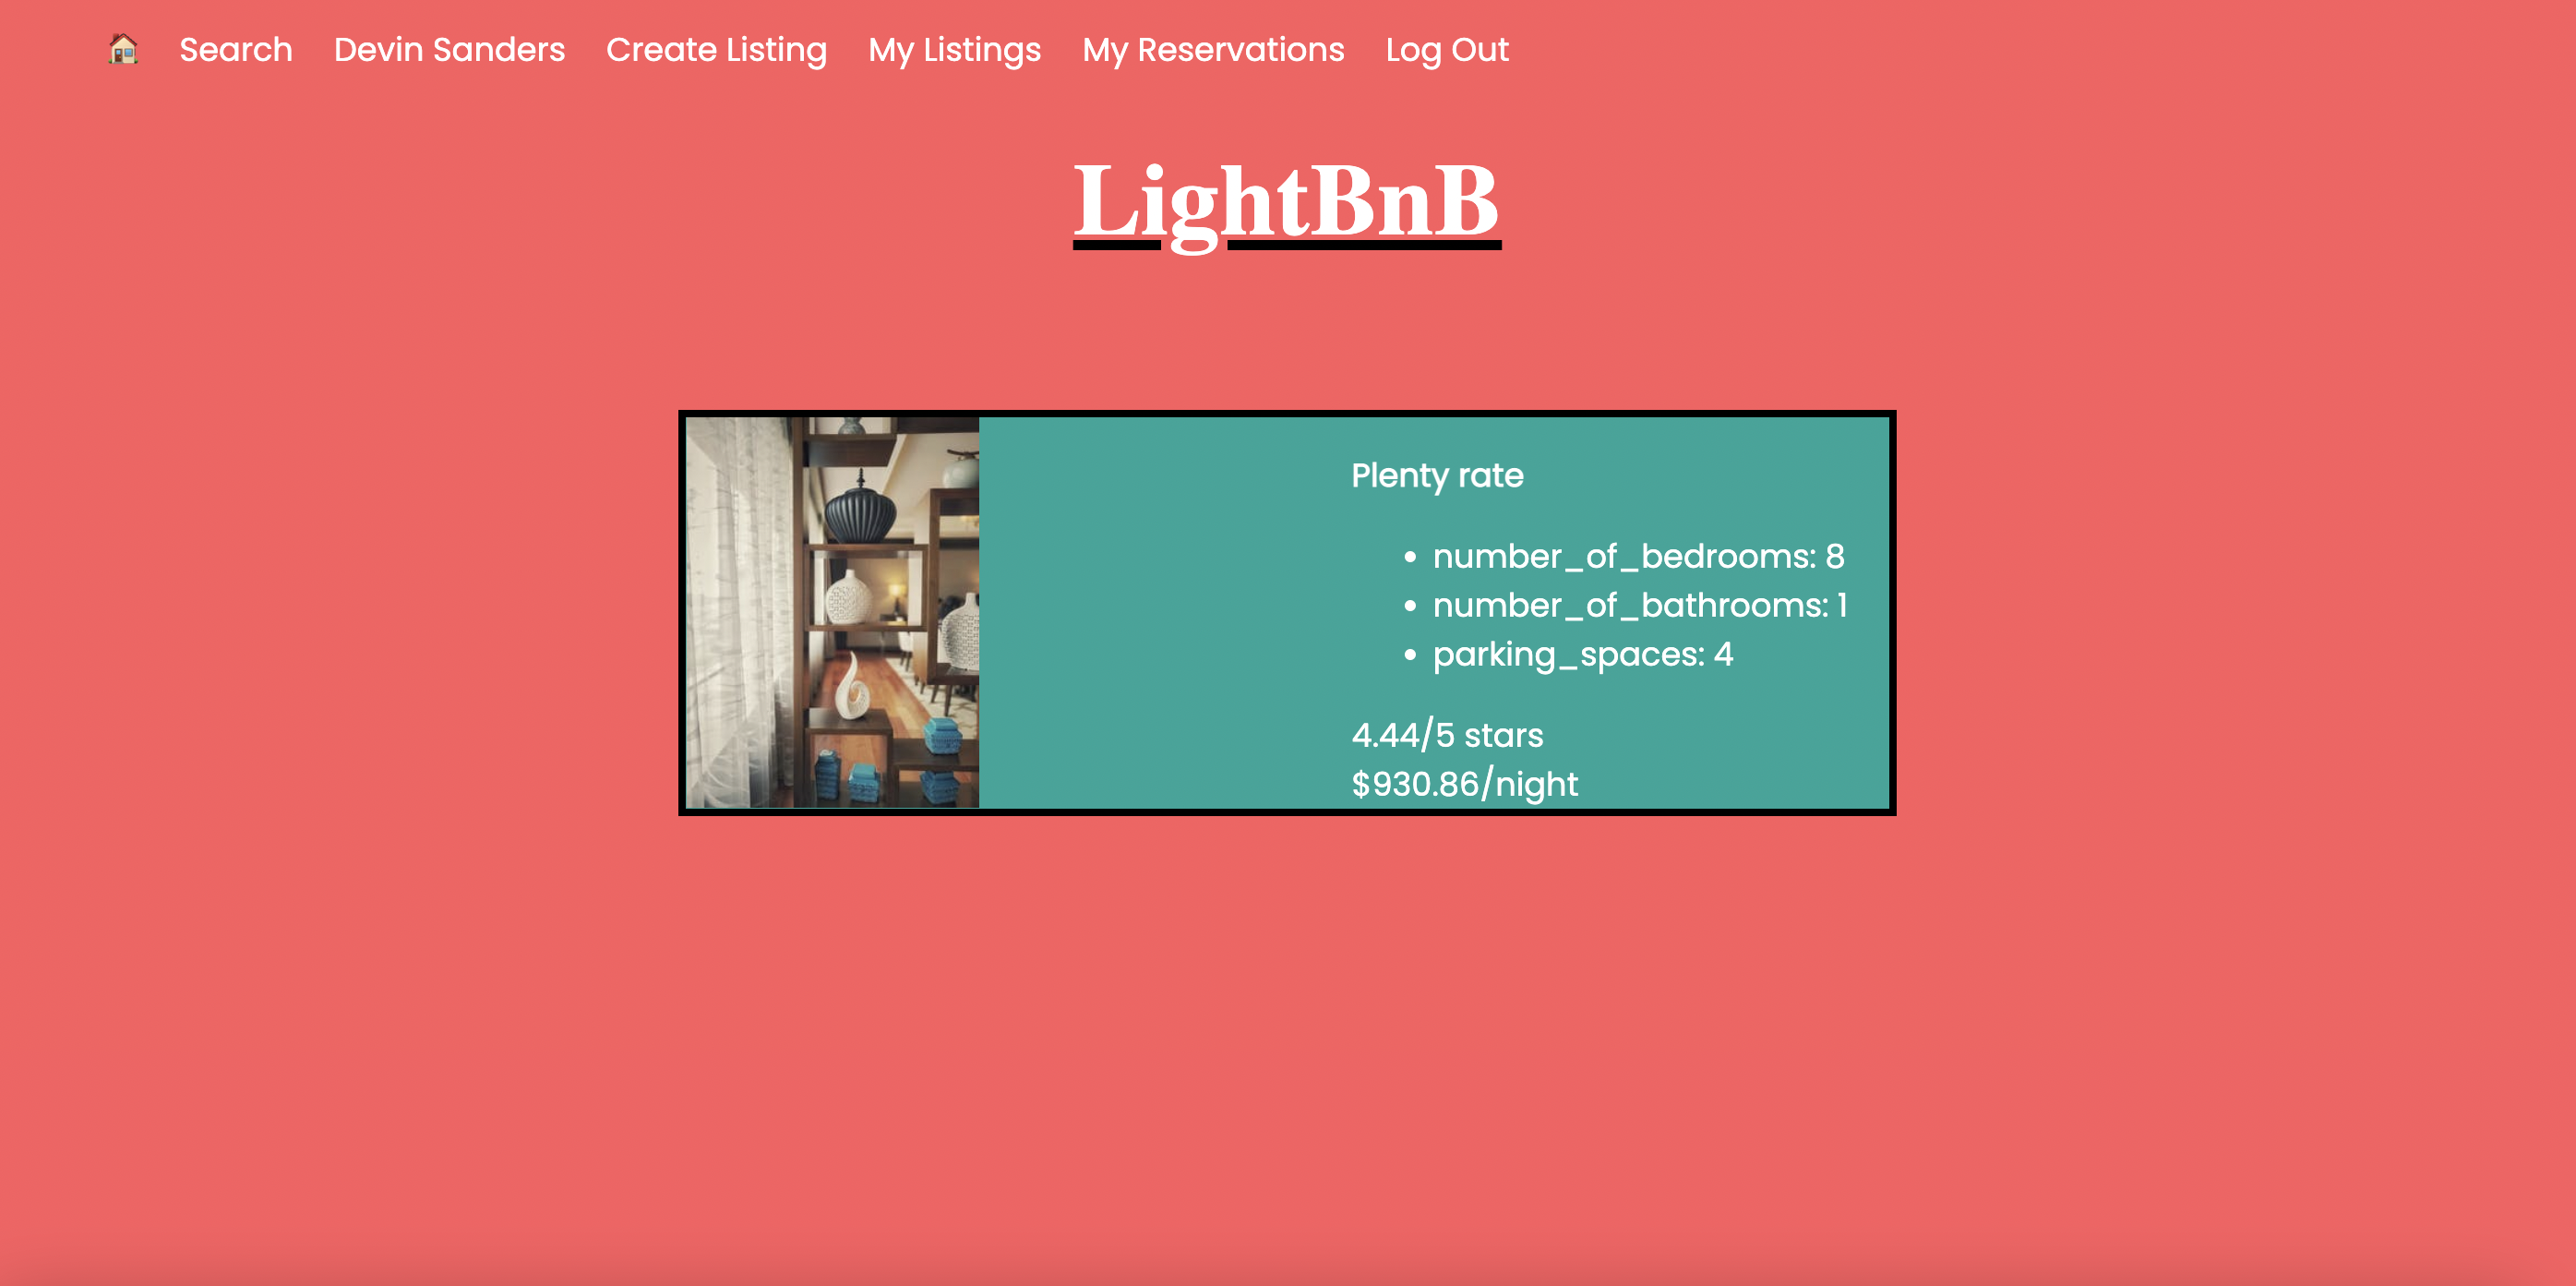 Search Devin Sanders Create Listing My Listings My Reservations Log Out
LightBnB
Plenty rate
number_of_bedrooms: 8
number_of_bathrooms: 1
parking_spaces: 4
4.44/5 stars
$930.86/night